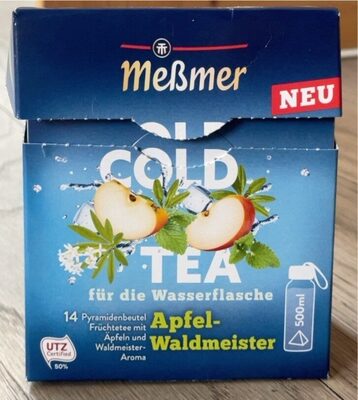 Meßmer
NEU
OLD
COLD
TEA
für die Wasserflasche
14 Pyramidenbeutel
Früchtetee mit
Äpfeln und
Waldmeister-
Aroma
Apfel-
Waldmeister
500ml
UTZ
Certified
50%